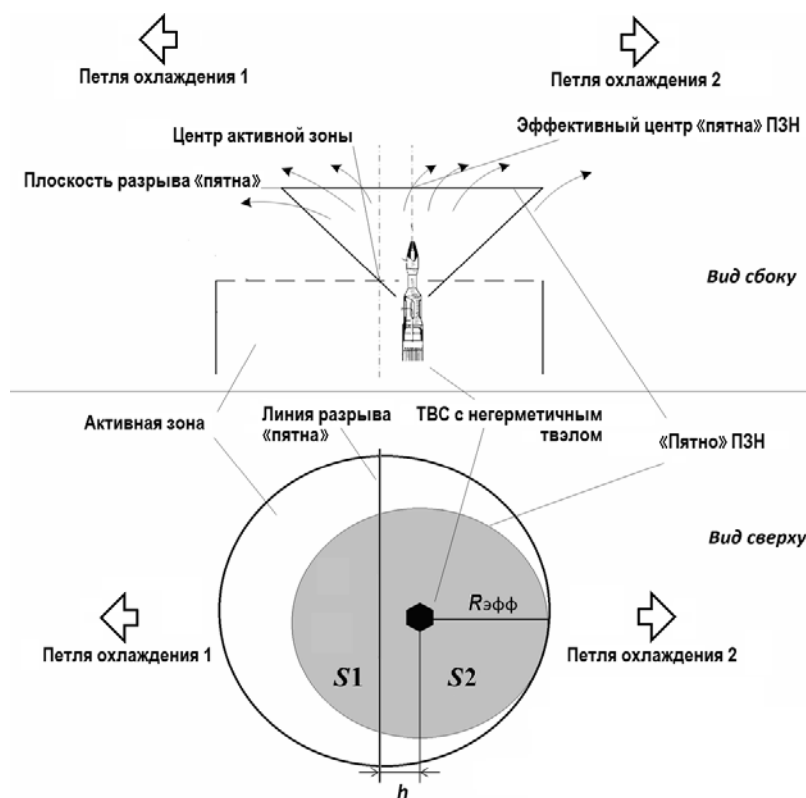 Петля охлаждения 1
Петля охлаждения 2
Центр активной зоны
Эффективный центр «пятна» ПЗН
Плоскость разрыва «пятна»
Вид сбоку
Активная зона
Линия разрыва
«пятна»
ТВС с негерметичным
твэлом
«Пятно» ПЗН
Вид сверху
Rэфф
Петля охлаждения 1
Петля охлаждения 2
S1
S2
h